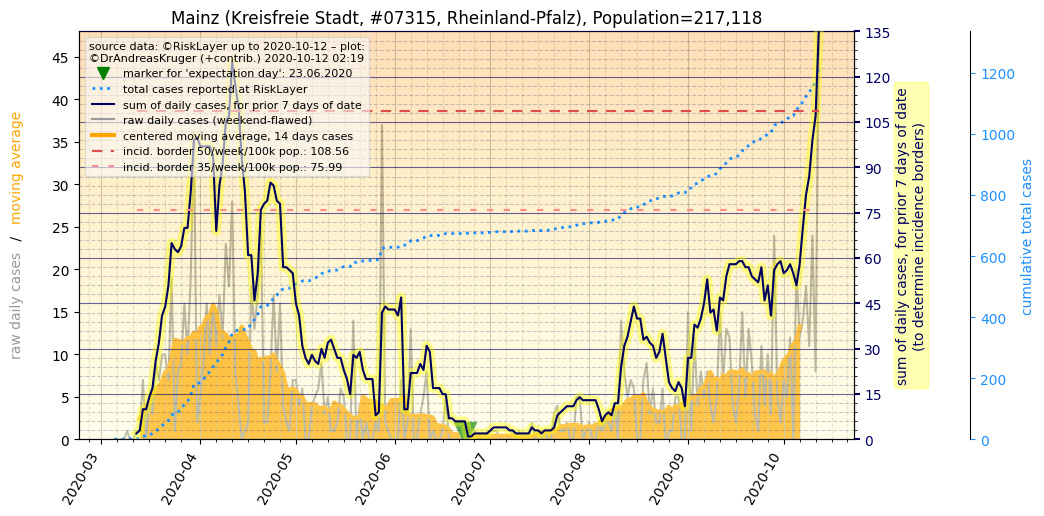 Mainz (Kreisfreie Stadt, #07315, Rheinland-Pfalz), Population=217,118
source data: ©RiskLayer up to 2020-10-12 – plot:
©DrAndreasKruger (+contrib.) 2020-10-12 02:19
marker for 'expectation day': 23.06.2020
total cases reported at RiskLayer
sum of daily cases, for prior 7 days of date
raw daily cases (weekend-flawed)
centered moving average, 14 days cases
incid. border 50/week/100k pop.: 108.56
incid. border 35/week/100k pop.: 75.99
raw daily cases / moving average
45
40
35
30
25
20
15
10
5
0
2020-03
2020-04
2020-05
2020-06
2020-07
2020-08
2020-09
2020-10
135
120
105
90
75
60
45
30
15
0
sum of daily cases, for prior 7 days of date
(to determine incidence borders)
1200
1000
800
600
400
200
0
cumulative total cases